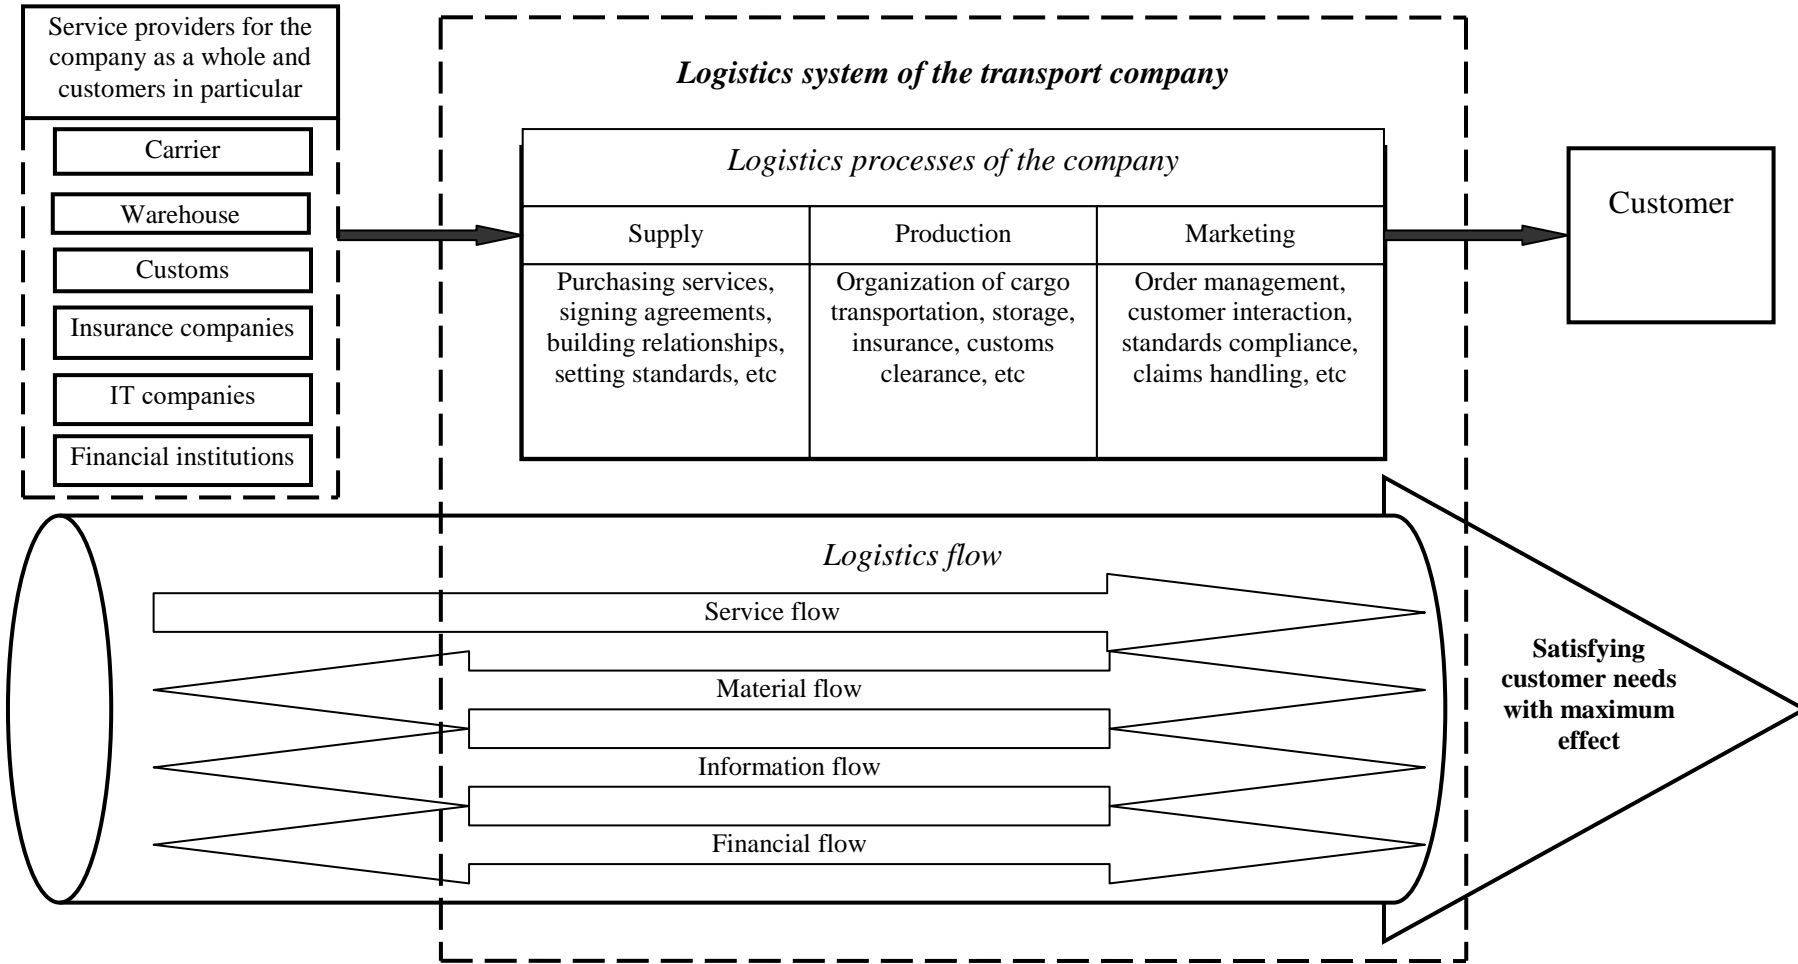 Service providers for the
company as a whole and
customers in particular
Carrier
Warehouse
Customs
Insurance companies
IT companies
Financial institutions
Logistics system of the transport company
Logistics processes of the company
Supply
Production
Marketing
Purchasing services,
signing agreements,
building relationships,
setting standards, etc
Organization of cargo
transportation, storage,
insurance, customs
clearance, etc
Order management,
customer interaction,
standards compliance,
claims handling, etc
Customer
Logistics flow
Service flow
Material flow
Information flow
Financial flow
Satisfying
customer needs
with maximum
effect